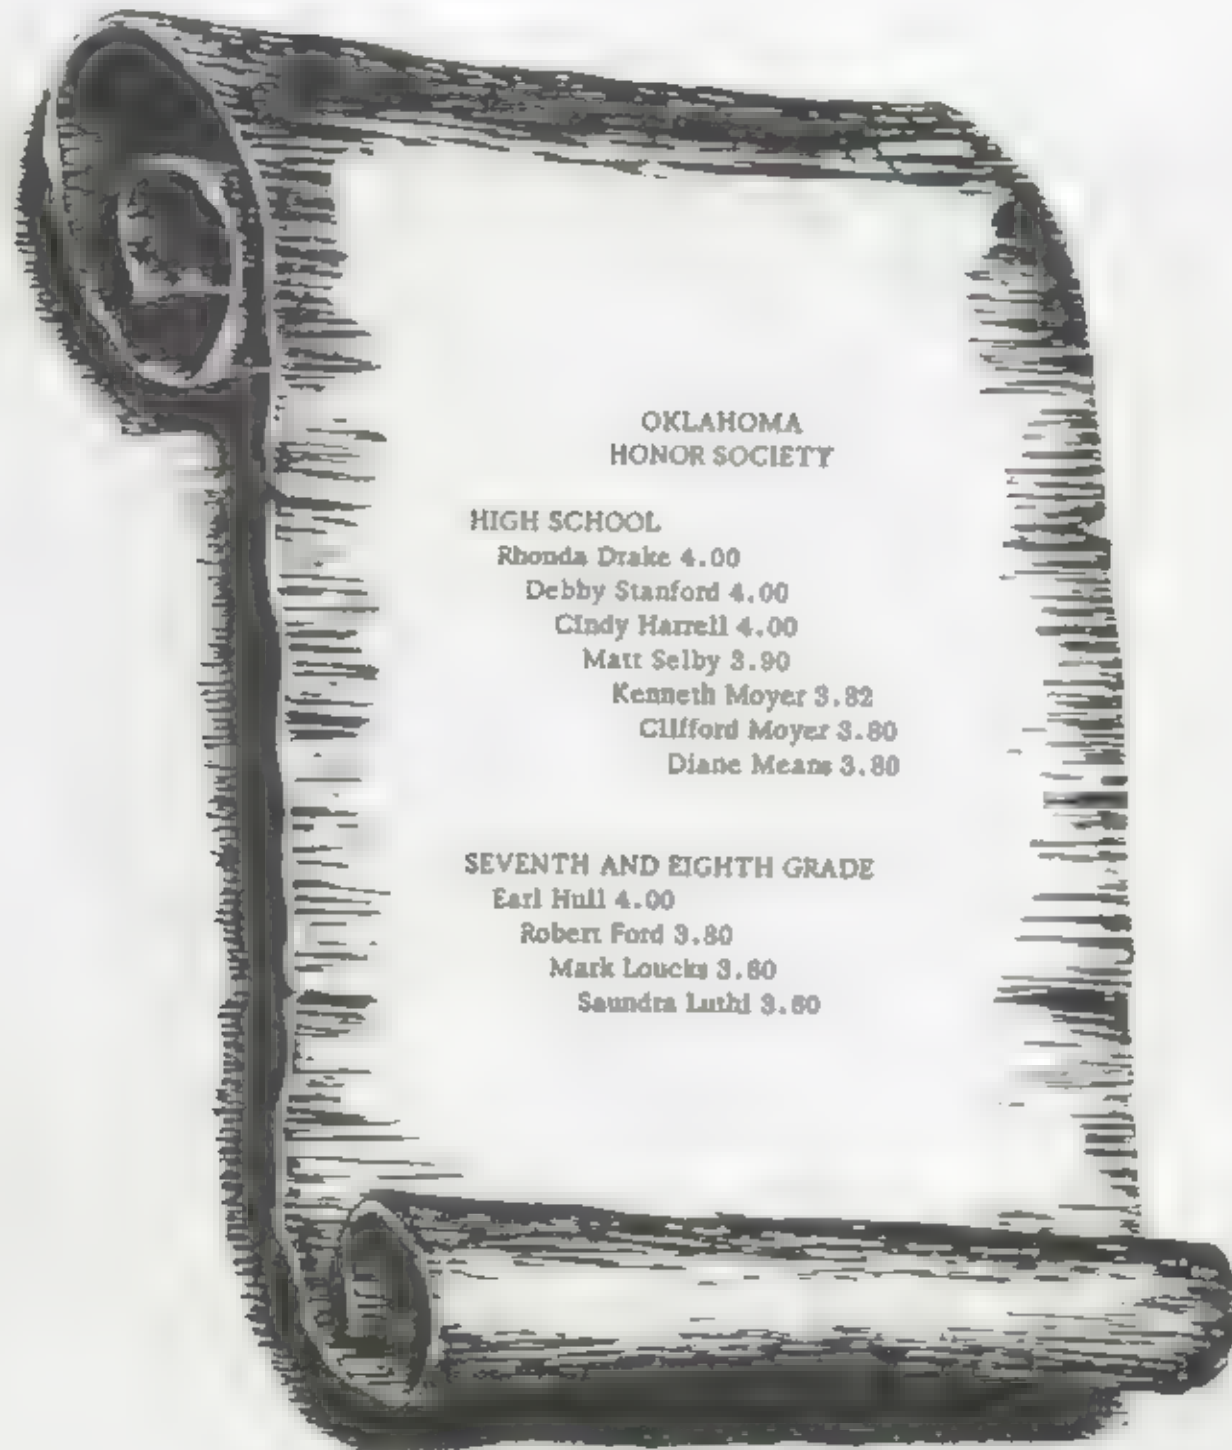 OKLAHOMA
HONOR SOCIETY
HIGH SCHOOL
Rhonda Drake 4.00
Debby Stanford 4.00
Cindy Harrell 4.00
Matt Selby 3.90
Kenneth Moyer 3.82
Clifford Moyer 3.80
Diane Means 3.80
SEVENTH AND EIGHTH GRADE
Earl Hull 4.00
Robert Ford 3.80
Mark Loucks 3.80
Saundra Luthi 3.80